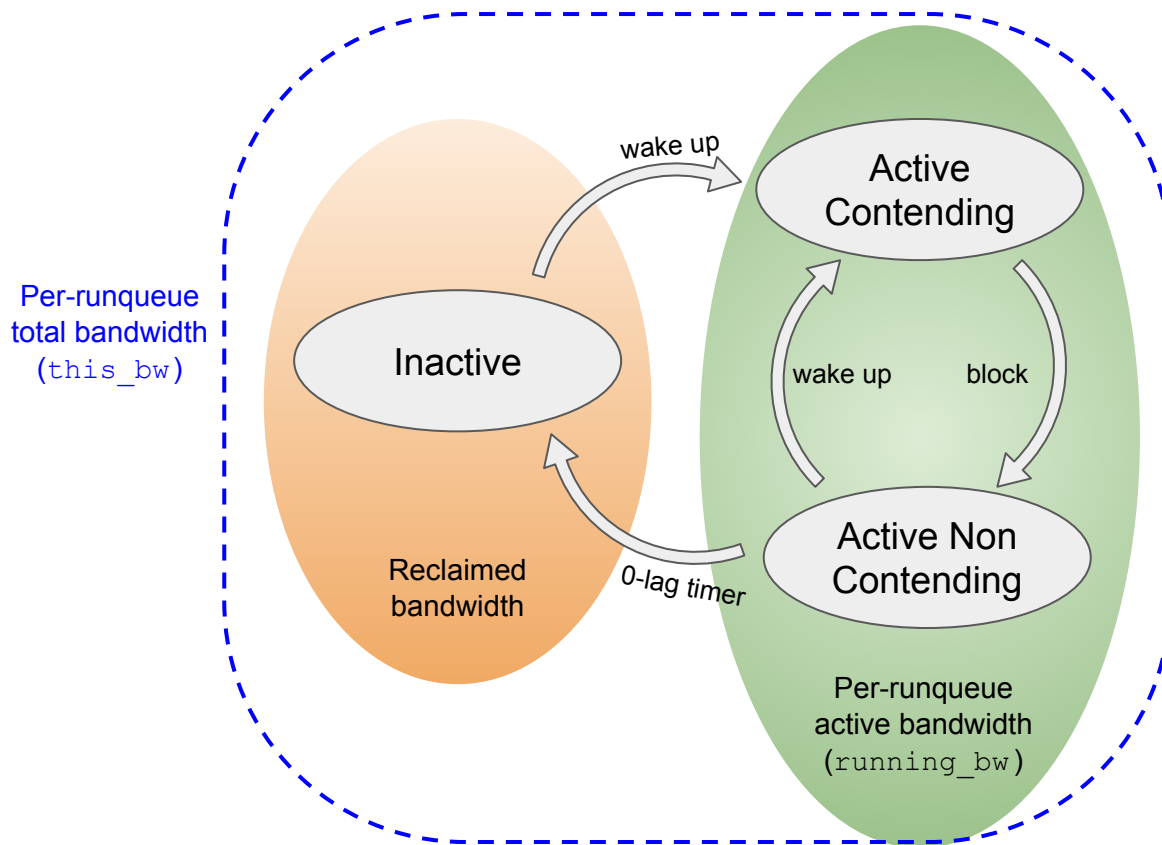 wake up
Active
Contending
Per-runqueue
total bandwidth
(this_bw)
Inactive
wake up
block
Active Non
Contending
0-lag timer
Reclaimed
bandwidth
Per-runqueue
active bandwidth
(running_bw)